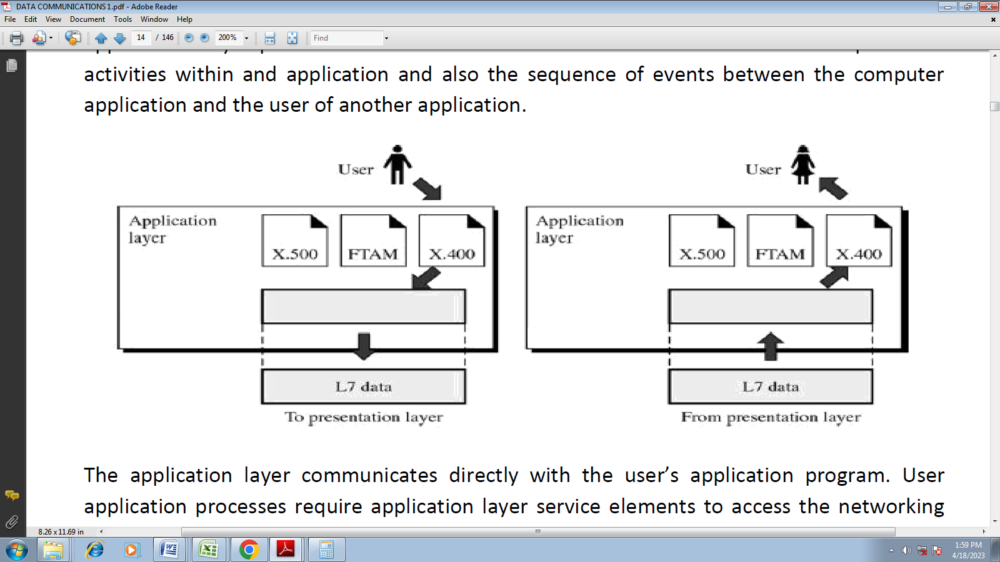 DATA COMMUNICATIONS 1.pdf - Adobe Reader
File Edit View Document Tools Window Help
14 / 146 200% Find
activities within and application and also the sequence of events between the computer
application and the user of another application.
User
User
Application
layer
X.500 FTAM X.400
Application
layer
X.500 FTAM X.400
L7 data
L7 data
To presentation layer
From presentation layer
The application layer communicates directly with the user’s application program. User
application processes require application layer service elements to access the networking
8.26 x 11.69 in
1:59 PM
4/18/2023